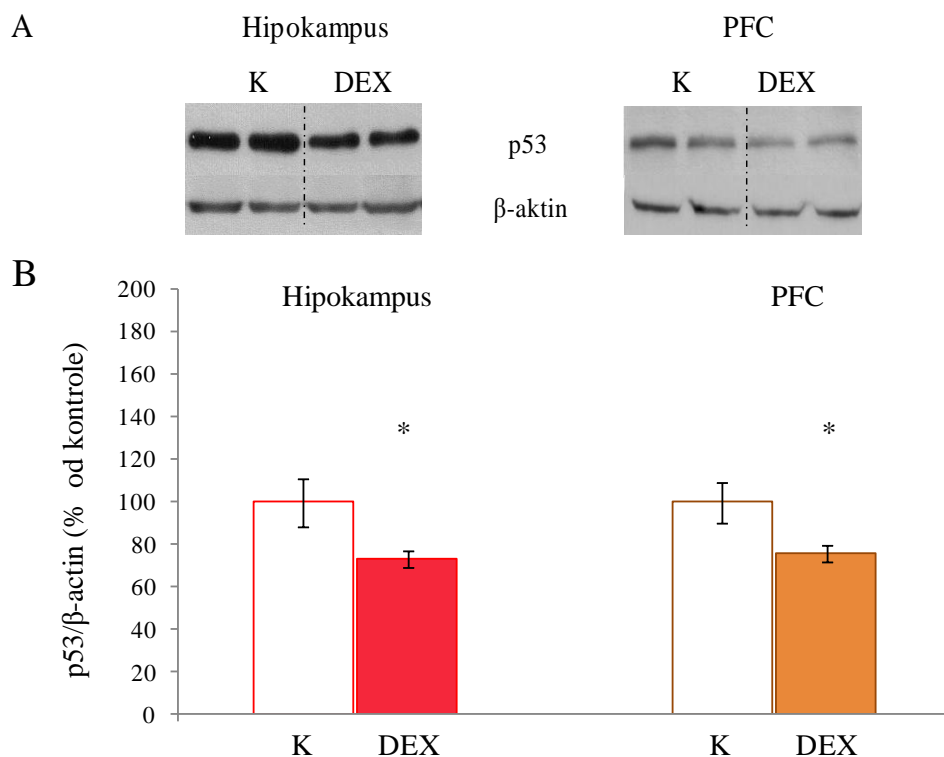 A
Hipokampus
PFC
K DEX
K DEX
p53
β-aktin
B
Hipokampus
PFC
p53/β-actin (% od kontrole)
200
180
160
140
120
100
80
60
40
20
0
*
*
K DEX
K DEX